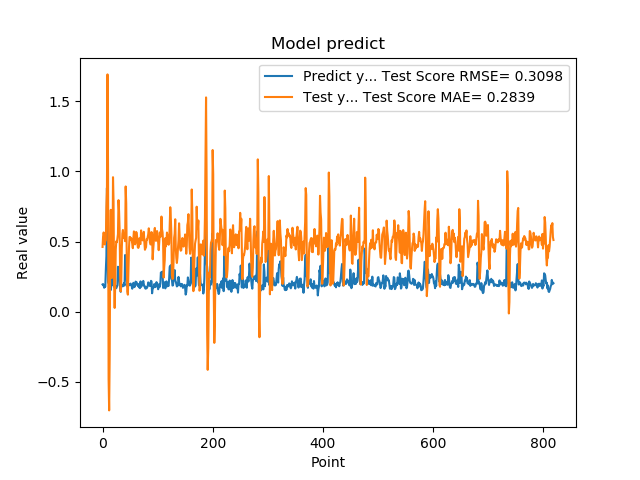 Model predict
Predict y... Test Score RMSE= 0.3098
Test y... Test Score MAE= 0.2839
1.5
1.0
0.5
0.0
−0.5
Real value
0 200 400 600 800
Point